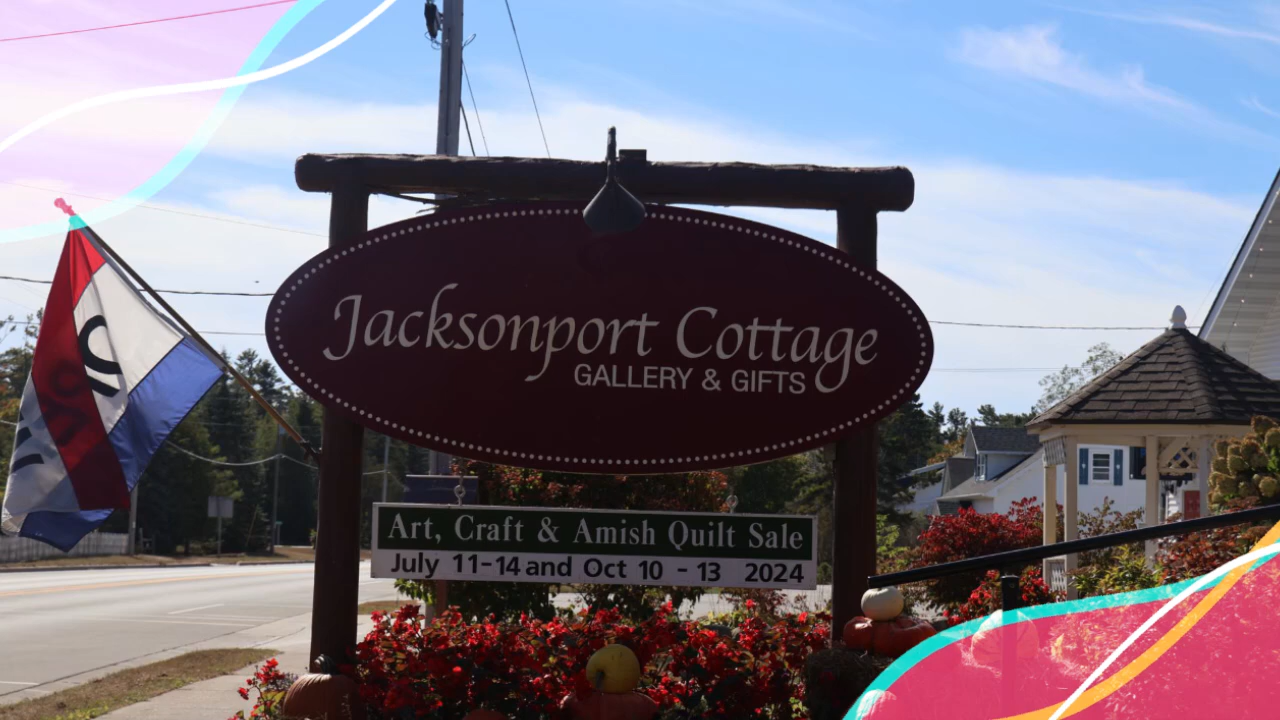 Jacksonport Cottage
GALLERY & GIFTS
Art, Craft & Amish Quilt Sale
July 11-14 and Oct 10 - 13 2024